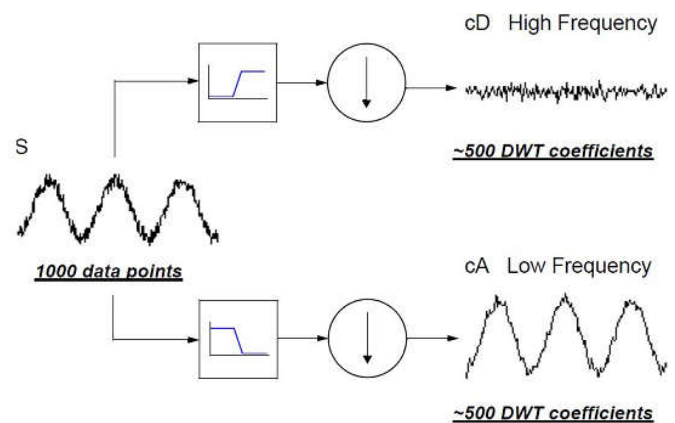 cD High Frequency
~500 DWT coefficients
S
1000 data points
cA Low Frequency
~500 DWT coefficients